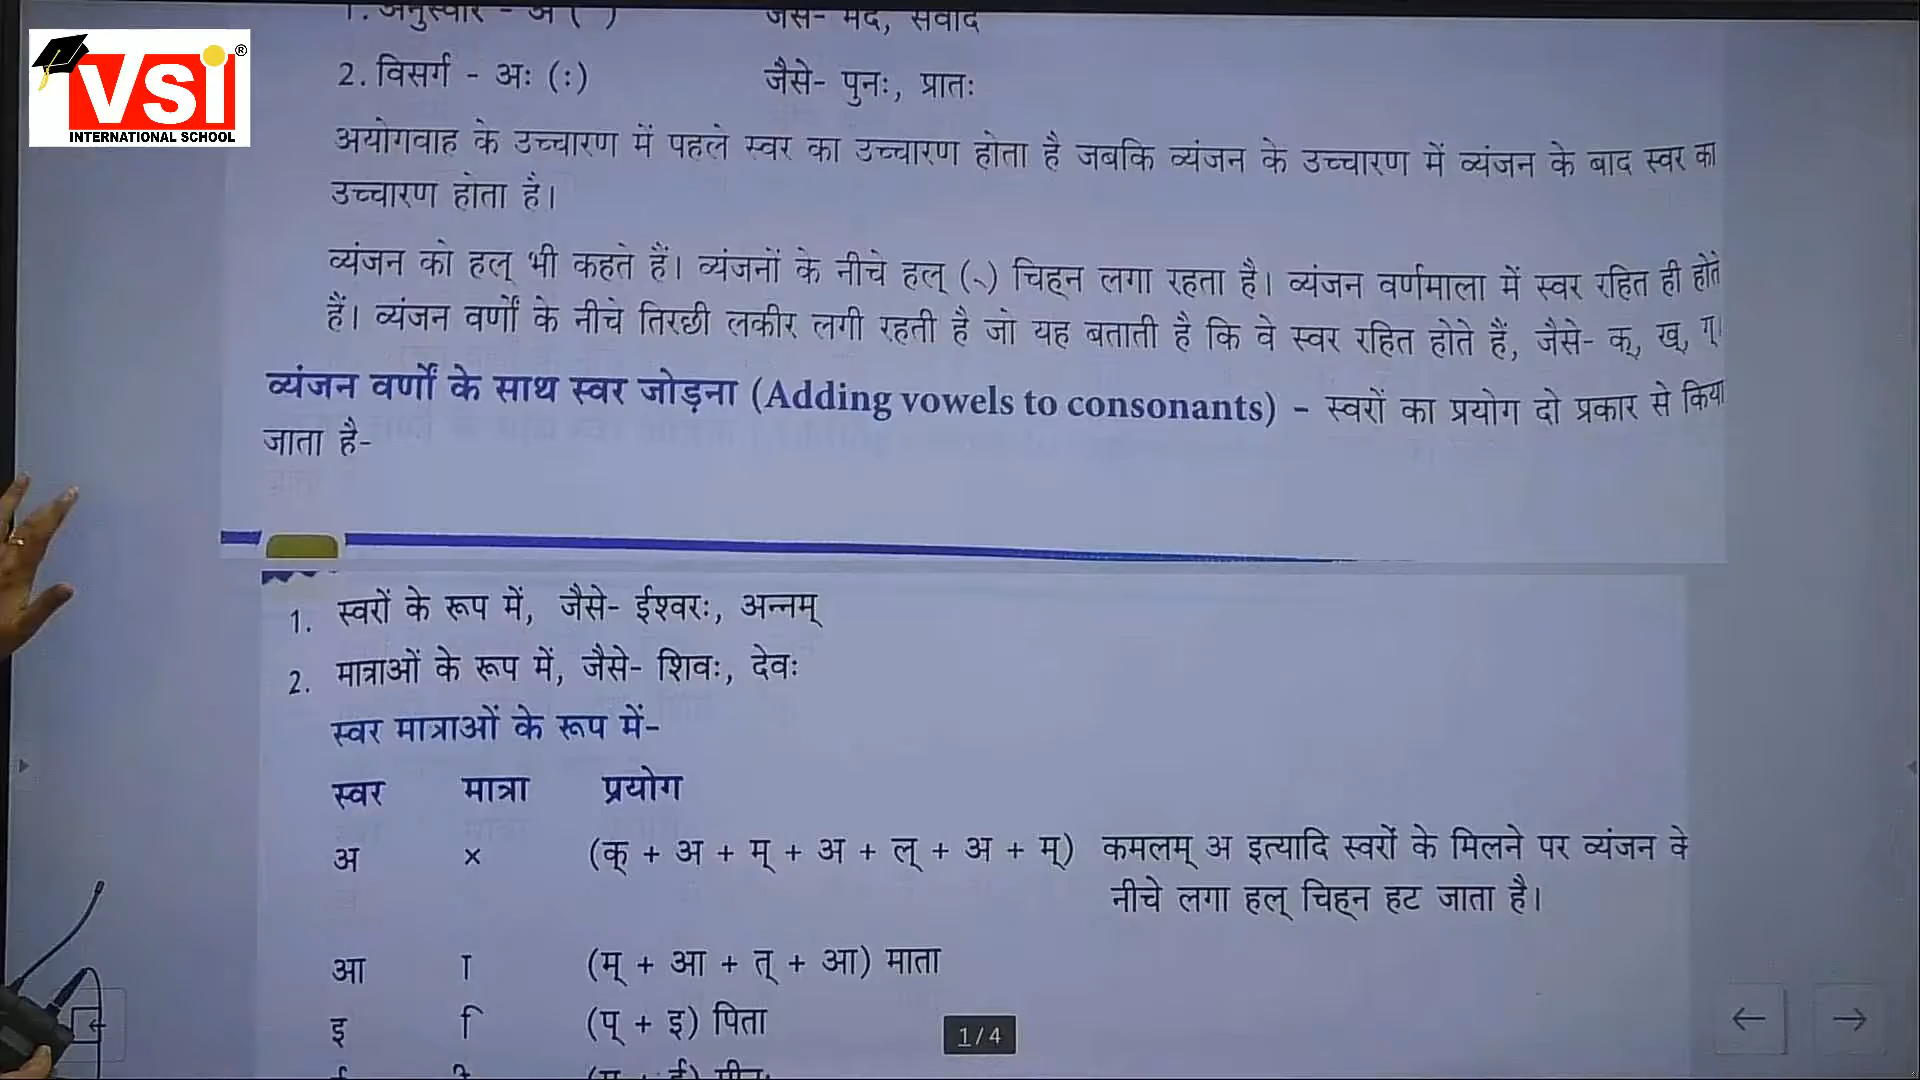 VSI
INTERNATIONAL SCHOOL
1. अनुस्वार - अं ( ) जैसे- मंद, संवाद
2. विसर्ग - अः (ः) जैसे- पुनः, प्रातः
अयोगवाह के उच्चारण में पहले स्वर का उच्चारण होता है जबकि व्यंजन के उच्चारण में व्यंजन के बाद स्वर का
उच्चारण होता है।
व्यंजन को हल् भी कहते हैं। व्यंजनों के नीचे हल् (्) चिह्न लगा रहता है। व्यंजन वर्णमाला में स्वर रहित ही होते
हैं। व्यंजन वर्णों के नीचे तिरछी लकीर लगी रहती है जो यह बताती है कि वे स्वर रहित होते हैं, जैसे- क्, ख्, ग्।
व्यंजन वर्णों के साथ स्वर जोड़ना (Adding vowels to consonants) - स्वरों का प्रयोग दो प्रकार से किया
जाता है-
1. स्वरों के रूप में, जैसे- ईश्वरः, अन्नम्
2. मात्राओं के रूप में, जैसे- शिवः, देवः
स्वर मात्राओं के रूप में-
स्वर मात्रा प्रयोग
अ × (क् + अ + म् + अ + ल् + अ + म्) कमलम् अ इत्यादि स्वरों के मिलने पर व्यंजन के
नीचे लगा हल् चिह्न हट जाता है।
आ ा (म् + आ + त् + आ) माता
इ ि (प् + इ) पिता
1/4